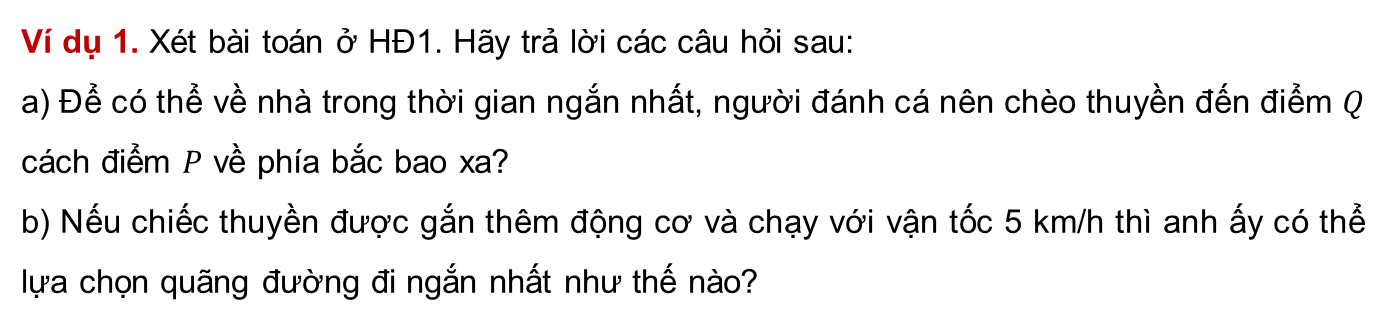 Ví dụ 1. Xét bài toán ở HĐ1. Hãy trả lời các câu hỏi sau:
a) Để có thể về nhà trong thời gian ngắn nhất, người đánh cá nên chèo thuyền đến điểm Q
cách điểm P về phía bắc bao xa?
b) Nếu chiếc thuyền được gắn thêm động cơ và chạy với vận tốc 5 km/h thì anh ấy có thể
lựa chọn quãng đường đi ngắn nhất như thế nào?